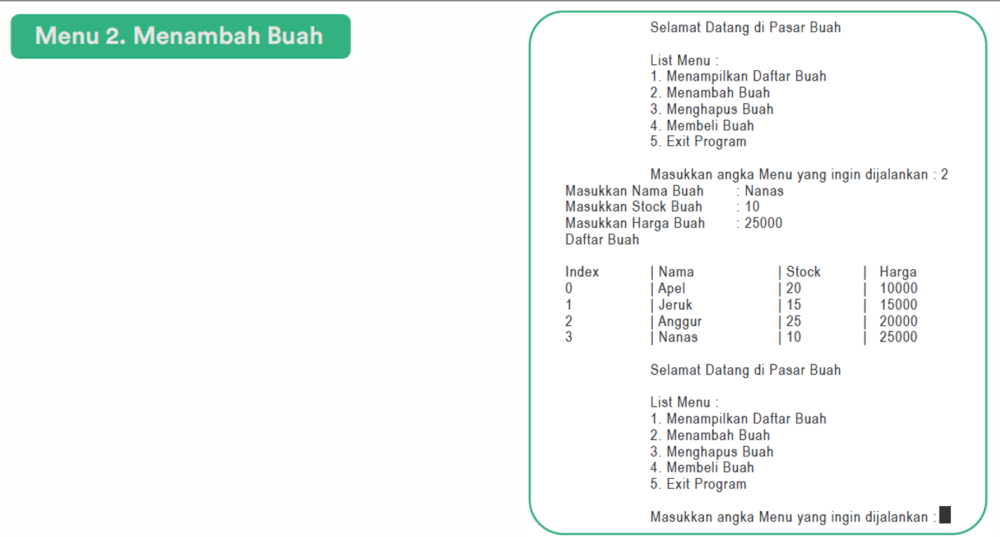 Menu 2. Menambah Buah
Selamat Datang di Pasar Buah
List Menu :
1. Menampilkan Daftar Buah
2. Menambah Buah
3. Menghapus Buah
4. Membeli Buah
5. Exit Program
Masukkan angka Menu yang ingin dijalankan : 2
Masukkan Nama Buah : Nanas
Masukkan Stock Buah : 10
Masukkan Harga Buah : 25000
Daftar Buah
Index | Nama | Stock | Harga
0 | Apel | 20 | 10000
1 | Jeruk | 15 | 15000
2 | Anggur | 25 | 20000
3 | Nanas | 10 | 25000
Selamat Datang di Pasar Buah
List Menu :
1. Menampilkan Daftar Buah
2. Menambah Buah
3. Menghapus Buah
4. Membeli Buah
5. Exit Program
Masukkan angka Menu yang ingin dijalankan :